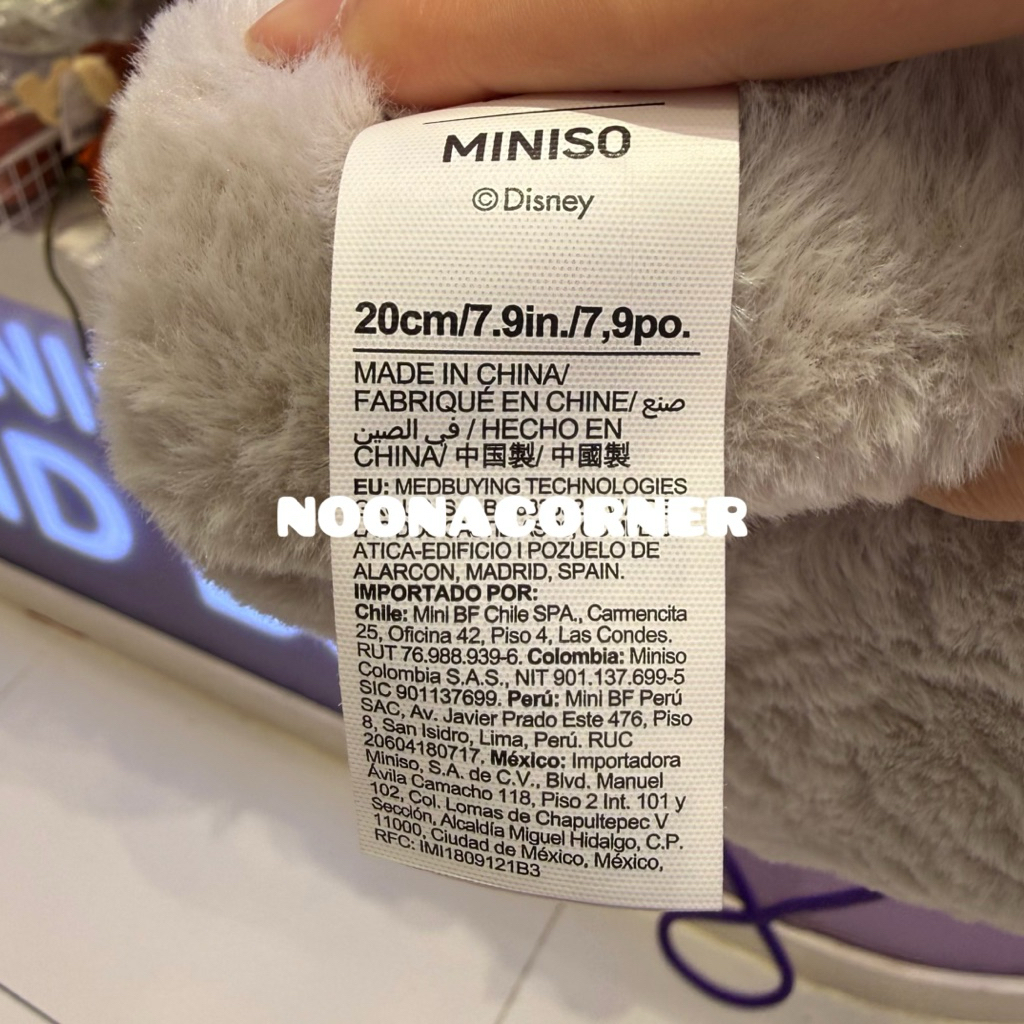 MINISO
©Disney
20cm/7.9in./7,9po.
MADE IN CHINA/
FABRIQUÉ EN CHINE/ صنع
في الصين / HECHO EN
CHINA/ 中国製/ 中國製
EU: MEDBUYING TECHNOLOGIES
NOONACORNER
ATICA-EDIFICIO I POZUELO DE
ALARCON, MADRID, SPAIN.
IMPORTADO POR:
Chile: Mini BF Chile SPA., Carmencita
25, Oficina 42, Piso 4, Las Condes.
RUT 76.988.939-6. Colombia: Miniso
Colombia S.A.S., NIT 901.137.699-5
SIC 901137699. Perú: Mini BF Perú
SAC, Av. Javier Prado Este 476, Piso
8, San Isidro, Lima, Perú. RUC
20604180717. México: Importadora
Miniso, S.A. de C.V., Blvd. Manuel
Ávila Camacho 118, Piso 2 Int. 101 y
102, Col. Lomas de Chapultepec V
Sección, Alcaldía Miguel Hidalgo, C.P.
11000, Ciudad de México, México,
RFC: IMI1809121B3